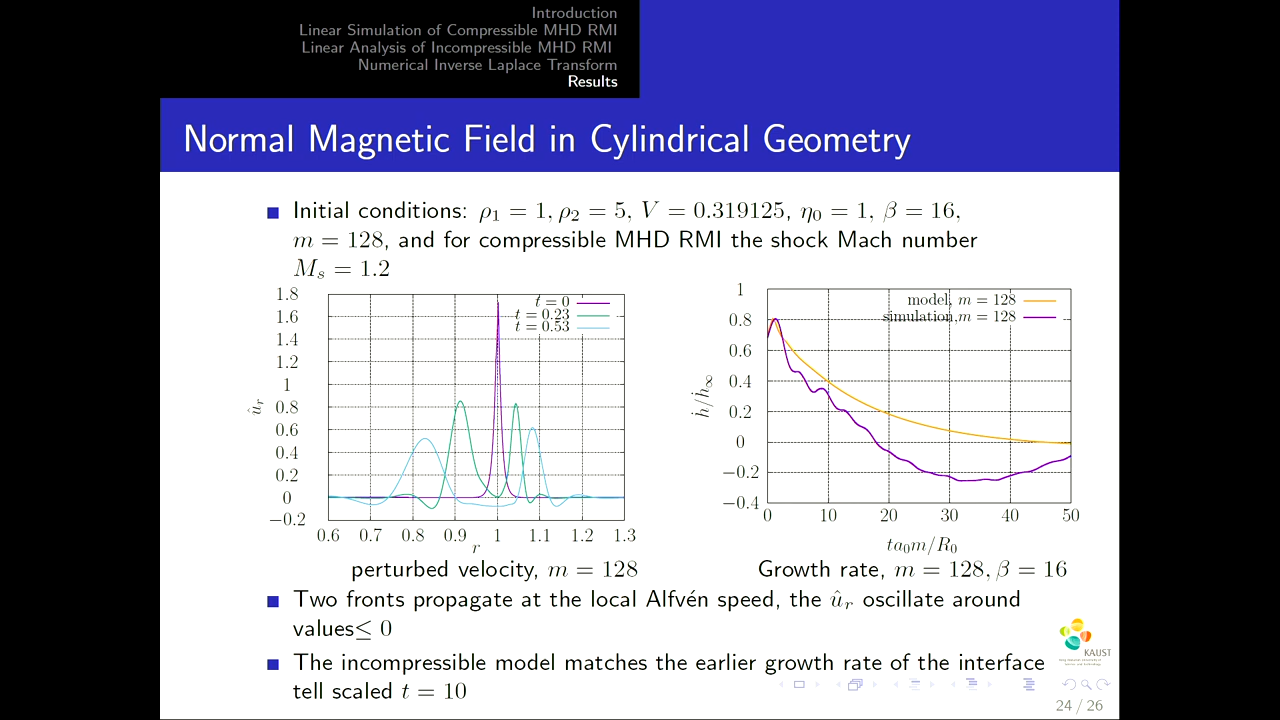 Introduction
Linear Simulation of Compressible MHD RMI
Linear Analysis of Incompressible MHD RMI
Numerical Inverse Laplace Transform
Results
Normal Magnetic Field in Cylindrical Geometry
Initial conditions: ρ₁ = 1, ρ₂ = 5, V = 0.319125, η₀ = 1, β = 16,
m = 128, and for compressible MHD RMI the shock Mach number
Mₛ = 1.2
1.8
1.6
1.4
1.2
1
0.8
0.6
0.4
0.2
0
−0.2
û_r
t = 0
t = 0.23
t = 0.53
0.6 0.7 0.8 0.9 1 1.1 1.2 1.3
r
perturbed velocity, m = 128
1
0.8
0.6
0.4
0.2
0
−0.2
−0.4
ḣ/ḣ∞
model, m = 128
simulation, m = 128
0 10 20 30 40 50
ta₀m/R₀
Growth rate, m = 128, β = 16
Two fronts propagate at the local Alfvén speed, the û_r oscillate around
values≤ 0
The incompressible model matches the earlier growth rate of the interface
tell scaled t = 10
KAUST
24 / 26